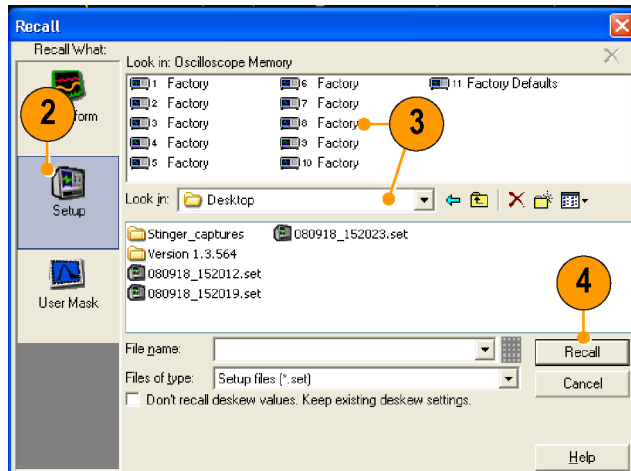 Recall
Recall What:
Look in: Oscilloscope Memory
1 Factory
2 Factory
3 Factory
4 Factory
5 Factory
6 Factory
7 Factory
8 Factory
9 Factory
10 Factory
11 Factory Defaults
2
form
3
Setup
User Mask
Look in: Desktop
Stinger_captures
Version 1.3.564
080918_152012.set
080918_152019.set
080918_152023.set
4
File name:
Recall
Files of type: Setup files (*.set)
Cancel
Don't recall deskew values. Keep existing deskew settings.
Help